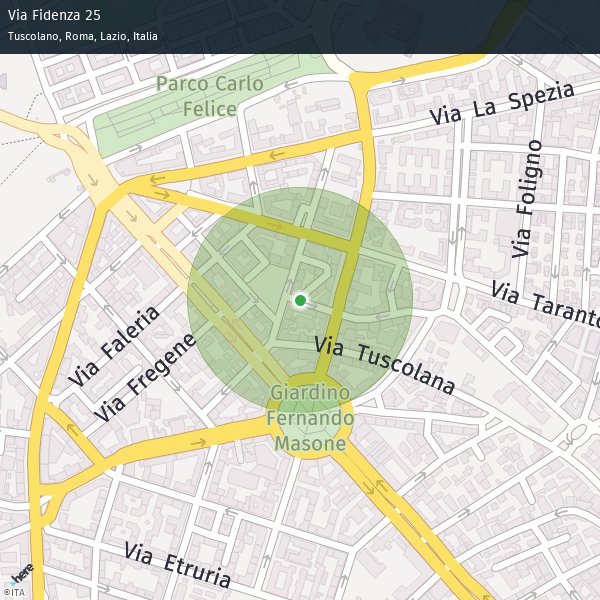 Via Fidenza 25
Tuscolano, Roma, Lazio, Italia
Parco Carlo
Felice
Via La Spezia
Via Foligno
Via Taranto
Via Faleria
Via Fregene
Via Tuscolana
Giardino
Fernando
Masone
Via Etruria
here
©ITA